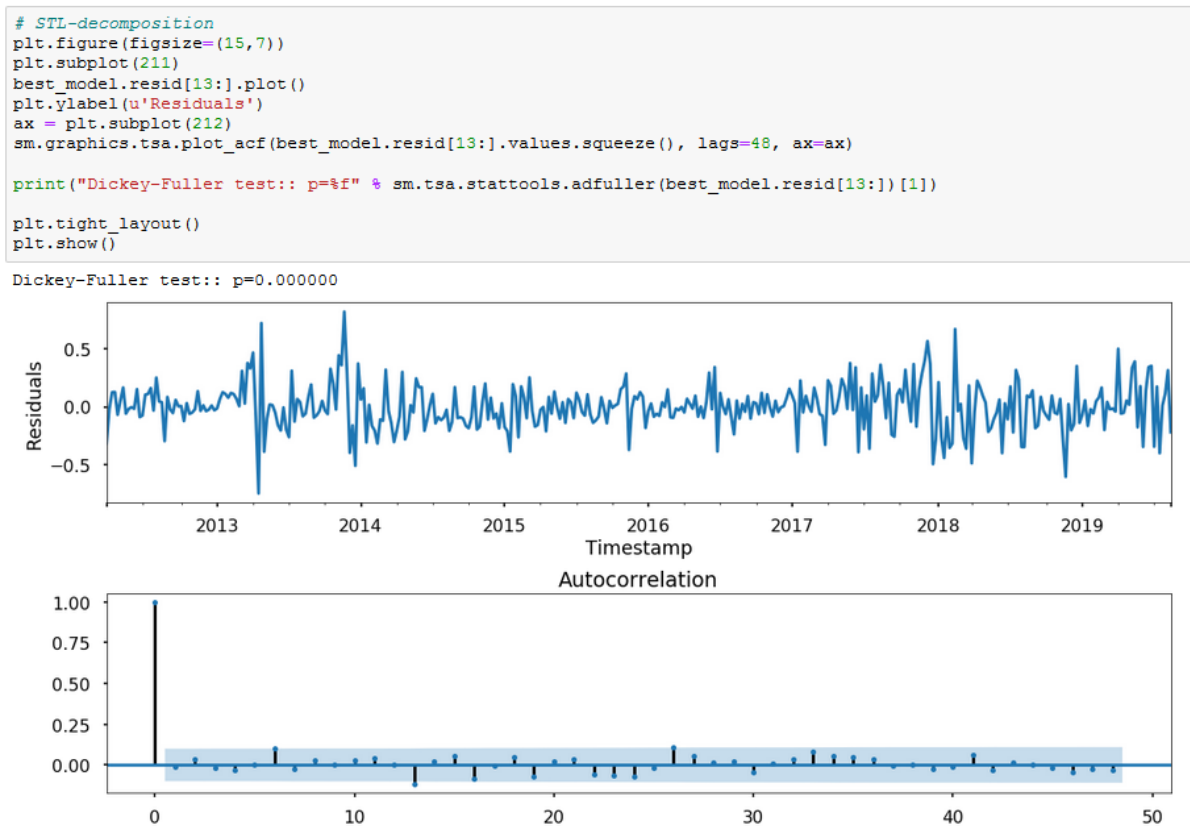 # STL-decomposition
plt.figure(figsize=(15,7))
plt.subplot(211)
best_model.resid[13:].plot()
plt.ylabel(u'Residuals')
ax = plt.subplot(212)
sm.graphics.tsa.plot_acf(best_model.resid[13:].values.squeeze(), lags=48, ax=ax)
print("Dickey-Fuller test:: p=%f" % sm.tsa.stattools.adfuller(best_model.resid[13:])[1])
plt.tight_layout()
plt.show()
Dickey-Fuller test:: p=0.000000
0.5
0.0
−0.5
Residuals
2013 2014 2015 2016 2017 2018 2019
Timestamp
Autocorrelation
1.00
0.75
0.50
0.25
0.00
0 10 20 30 40 50